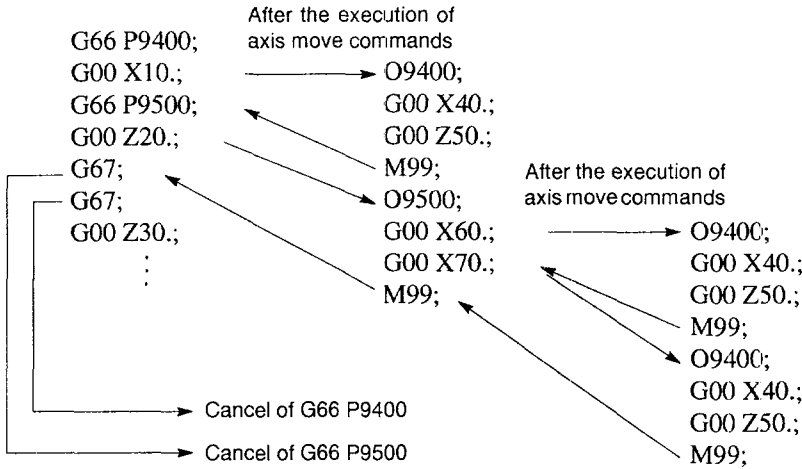 After the execution of
axis move commands
G66 P9400;
G00 X10.;
G66 P9500;
G00 Z20.;
G67;
G67;
G00 Z30.;
⋮
O9400;
G00 X40.;
G00 Z50.;
M99;
O9500;
G00 X60.;
G00 X70.;
M99;
After the execution of
axis move commands
O9400;
G00 X40.;
G00 Z50.;
M99;
O9400;
G00 X40.;
G00 Z50.;
M99;
Cancel of G66 P9400
Cancel of G66 P9500